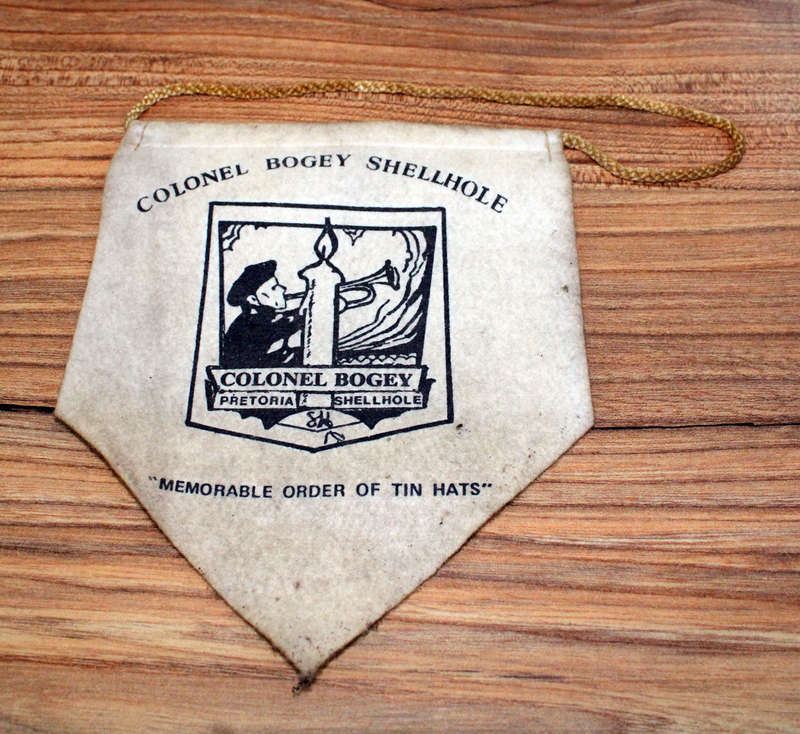 COLONEL BOGEY SHELLHOLE
COLONEL BOGEY
PRETORIA SHELLHOLE
"MEMORABLE ORDER OF TIN HATS"